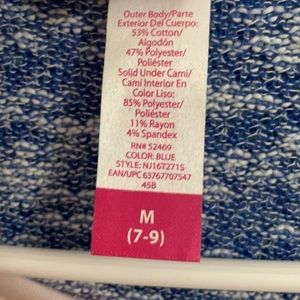 Outer Body/Parte
Exterior Del Cuerpo:
53% Cotton/
Algodón
47% Polyester/
Poliéster
Solid Under Cami/
Cami Interior En
Color Liso:
85% Polyester/
Poliéster
11% Rayon
4% Spandex
RN# 52469
COLOR: BLUE
STYLE: NJ16T271S
EAN/UPC 63767707547
45B
M
(7-9)